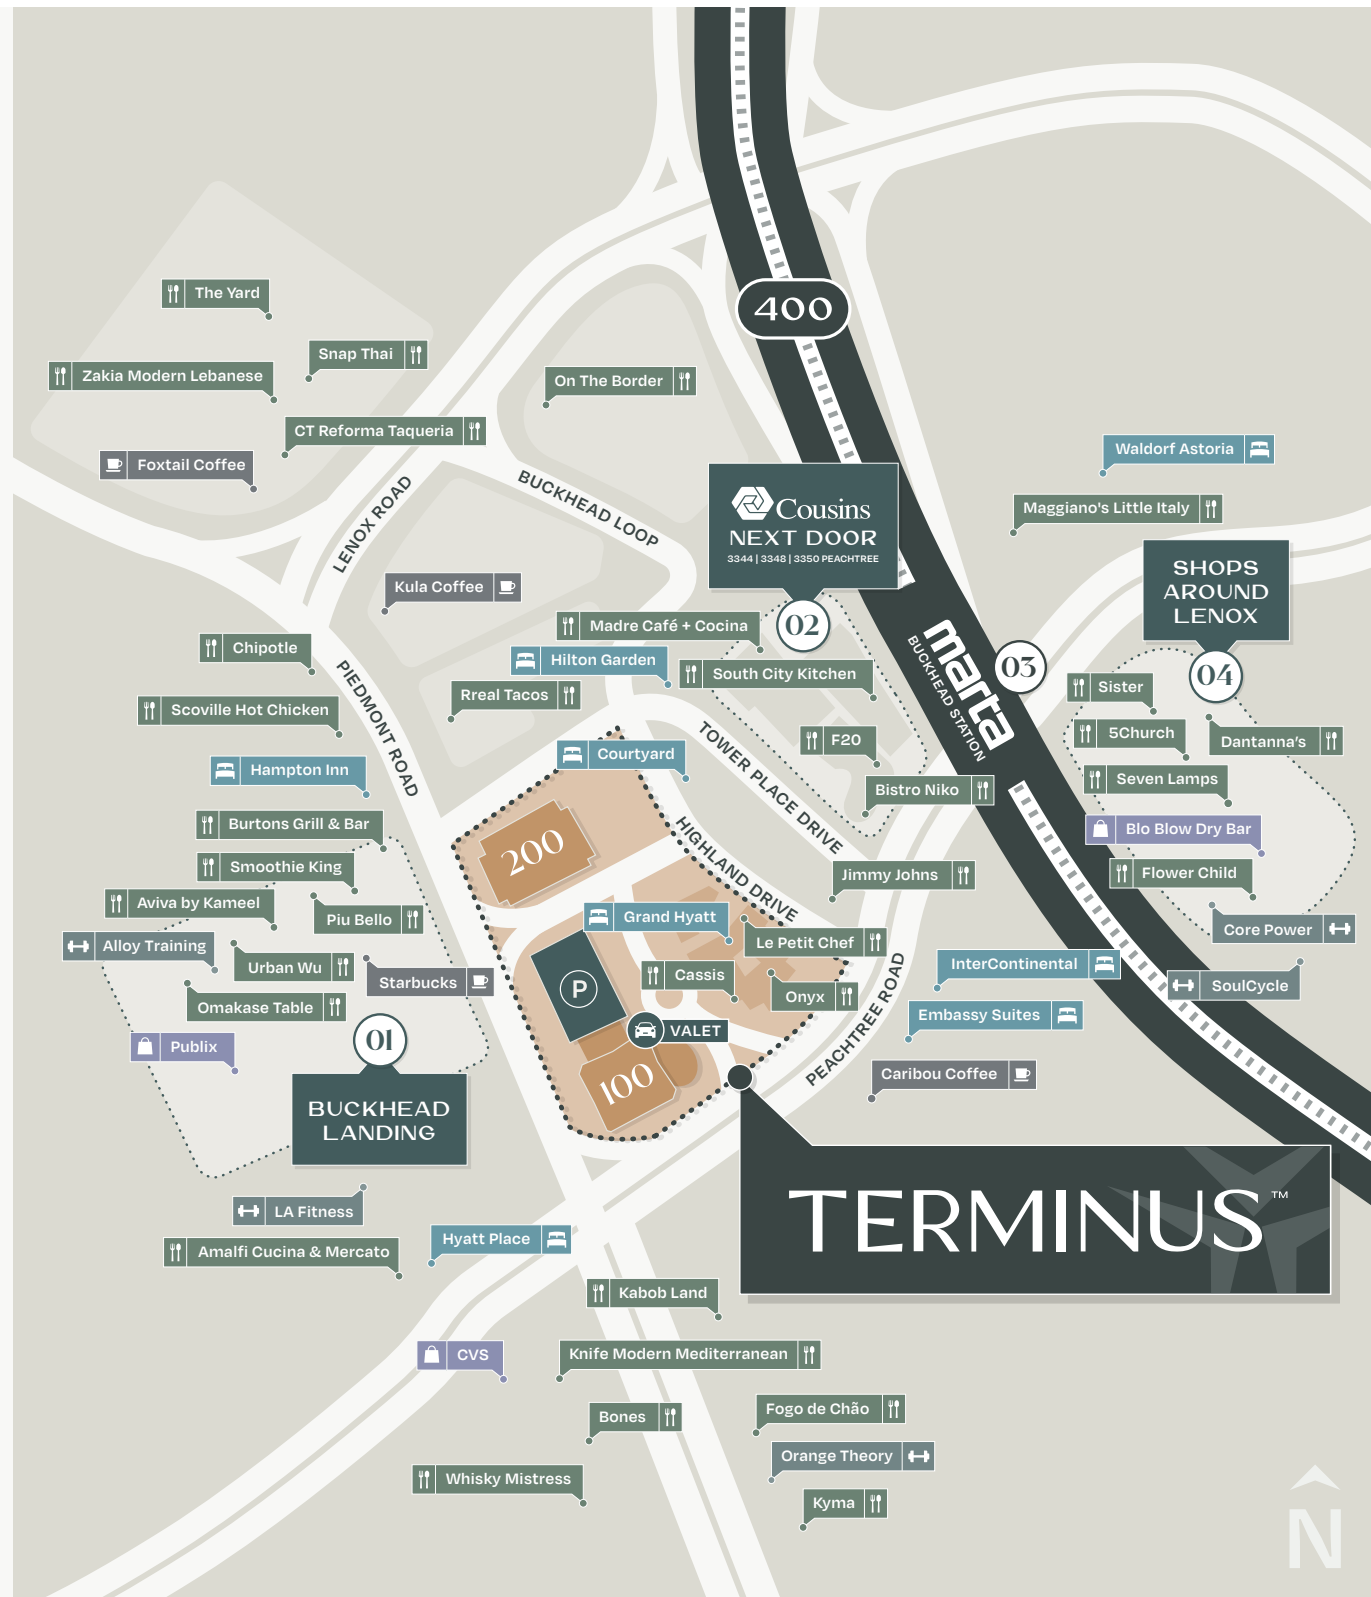 400
The Yard
Snap Thai
Zakia Modern Lebanese
On The Border
CT Reforma Taqueria
Foxtail Coffee
Waldorf Astoria
Maggiano's Little Italy
LENOX ROAD
BUCKHEAD LOOP
Cousins
NEXT DOOR
3344 | 3348 | 3350 PEACHTREE
02
SHOPS
AROUND
LENOX
04
Kula Coffee
Madre Café + Cocina
Hilton Garden
South City Kitchen
Rreal Tacos
marta
BUCKHEAD STATION
03
Chipotle
Scoville Hot Chicken
PIEDMONT ROAD
Hampton Inn
Courtyard
TOWER PLACE DRIVE
F20
Bistro Niko
Sister
5Church
Dantanna's
Seven Lamps
Blo Blow Dry Bar
Flower Child
Core Power
SoulCycle
Burtons Grill & Bar
Smoothie King
Aviva by Kameel
Piu Bello
Alloy Training
Urban Wu
Starbucks
Omakase Table
Publix
01
BUCKHEAD
LANDING
200
HIGHLAND DRIVE
Jimmy Johns
Grand Hyatt
Le Petit Chef
Cassis
Onyx
P
VALET
100
PEACHTREE ROAD
InterContinental
Embassy Suites
Caribou Coffee
TERMINUS™
LA Fitness
Amalfi Cucina & Mercato
Hyatt Place
Kabob Land
CVS
Knife Modern Mediterranean
Bones
Fogo de Chão
Orange Theory
Whisky Mistress
Kyma
N